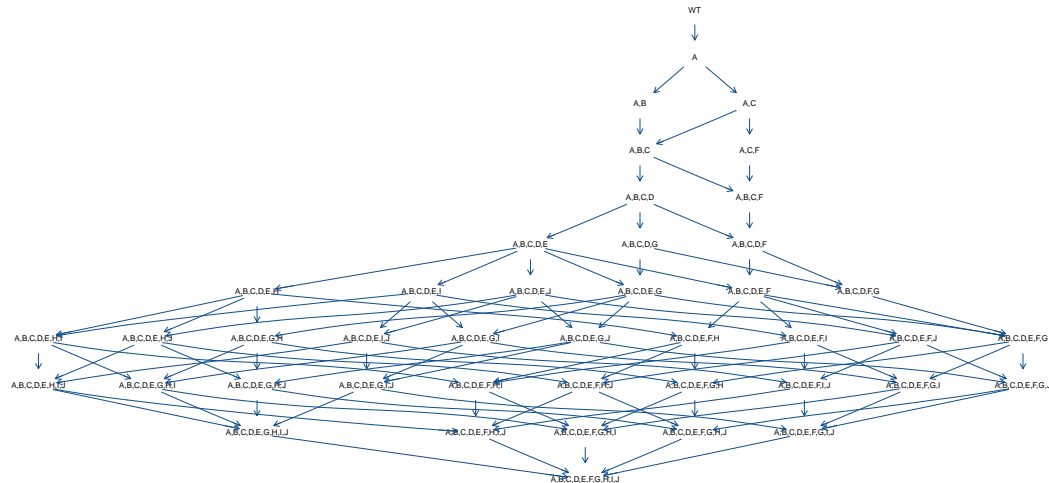 WT
A
A,B
A,C
A,B,C
A,C,F
A,B,C,D
A,B,C,F
A,B,C,D,E
A,B,C,D,G
A,B,C,D,F
A,B,C,D,E,H
A,B,C,D,E,I
A,B,C,D,E,J
A,B,C,D,E,G
A,B,C,D,E,F
A,B,C,D,F,G
A,B,C,D,E,H,I
A,B,C,D,E,H,J
A,B,C,D,E,G,H
A,B,C,D,E,I,J
A,B,C,D,E,G,I
A,B,C,D,E,G,J
A,B,C,D,E,F,H
A,B,C,D,E,F,I
A,B,C,D,E,F,J
A,B,C,D,E,F,G
A,B,C,D,E,H,I,J
A,B,C,D,E,G,H,I
A,B,C,D,E,G,H,J
A,B,C,D,E,G,I,J
A,B,C,D,E,F,H,I
A,B,C,D,E,F,H,J
A,B,C,D,E,F,G,H
A,B,C,D,E,F,I,J
A,B,C,D,E,F,G,I
A,B,C,D,E,F,G,J
A,B,C,D,E,G,H,I,J
A,B,C,D,E,F,H,I,J
A,B,C,D,E,F,G,H,I
A,B,C,D,E,F,G,H,J
A,B,C,D,E,F,G,I,J
A,B,C,D,E,F,G,H,I,J